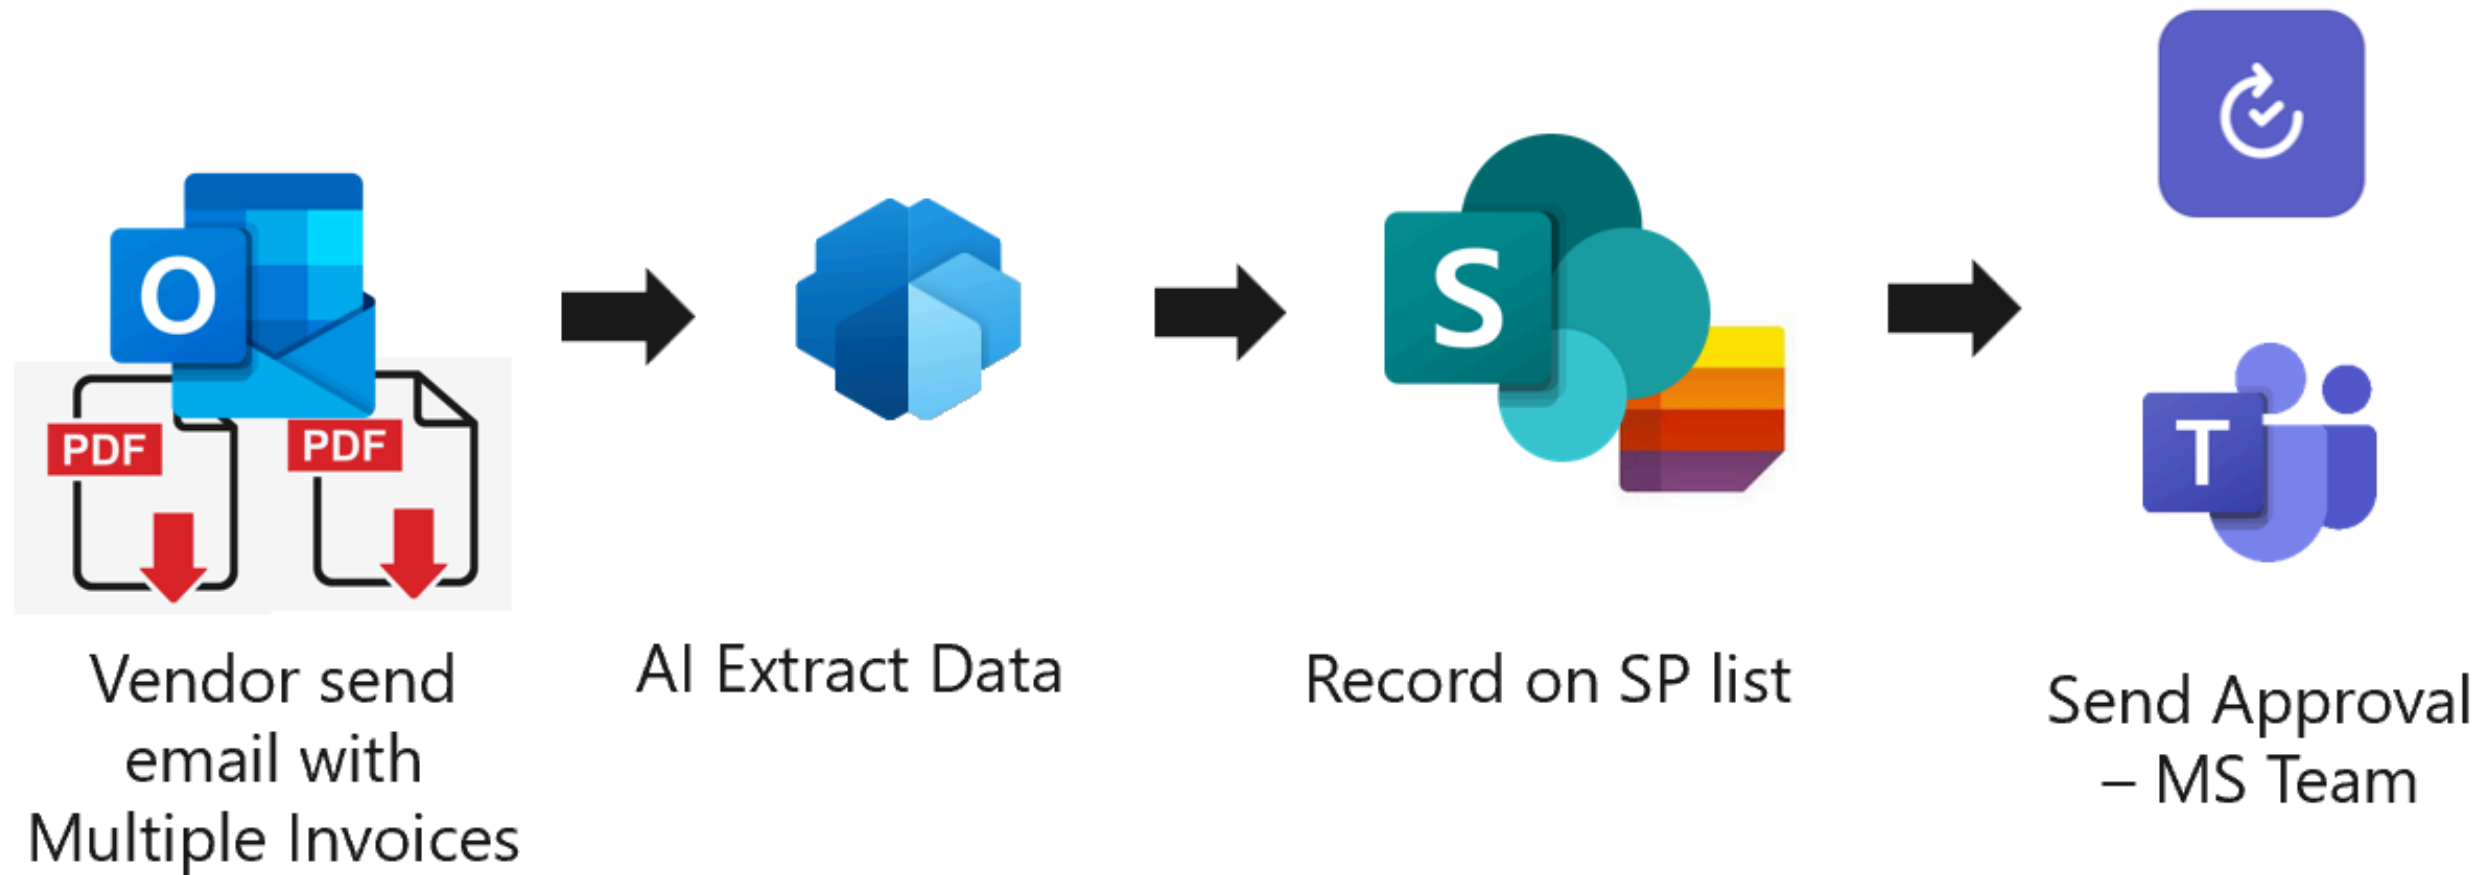 O
PDF
PDF
Vendor send
email with
Multiple Invoices
AI Extract Data
S
Record on SP list
T
Send Approval
– MS Team